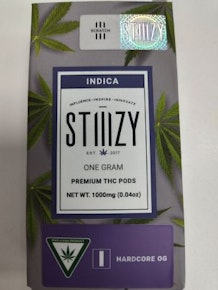 SCRATCH
STIIIZY
INDICA
INFLUENCE • INSPIRE • INNOVATE
STIIIZY
EST. 2017
ONE GRAM
PREMIUM THC PODS
NET WT. 1000mg (0.04oz)
I
HARDCORE OG